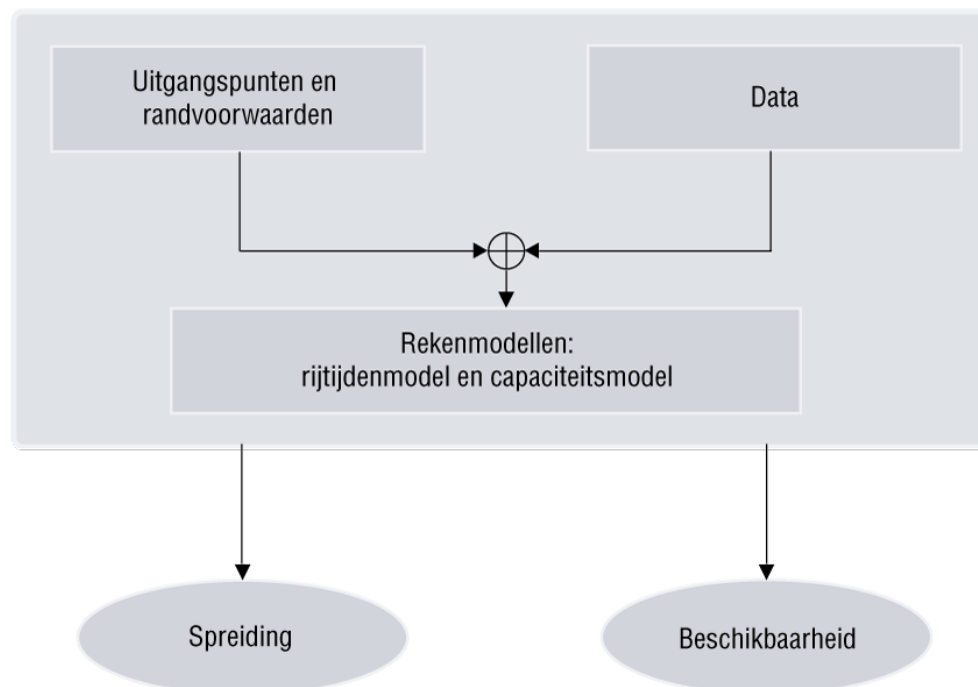 Uitgangspunten en
randvoorwaarden
Data
Rekenmodellen:
rijtijdenmodel en capaciteitsmodel
Spreiding
Beschikbaarheid